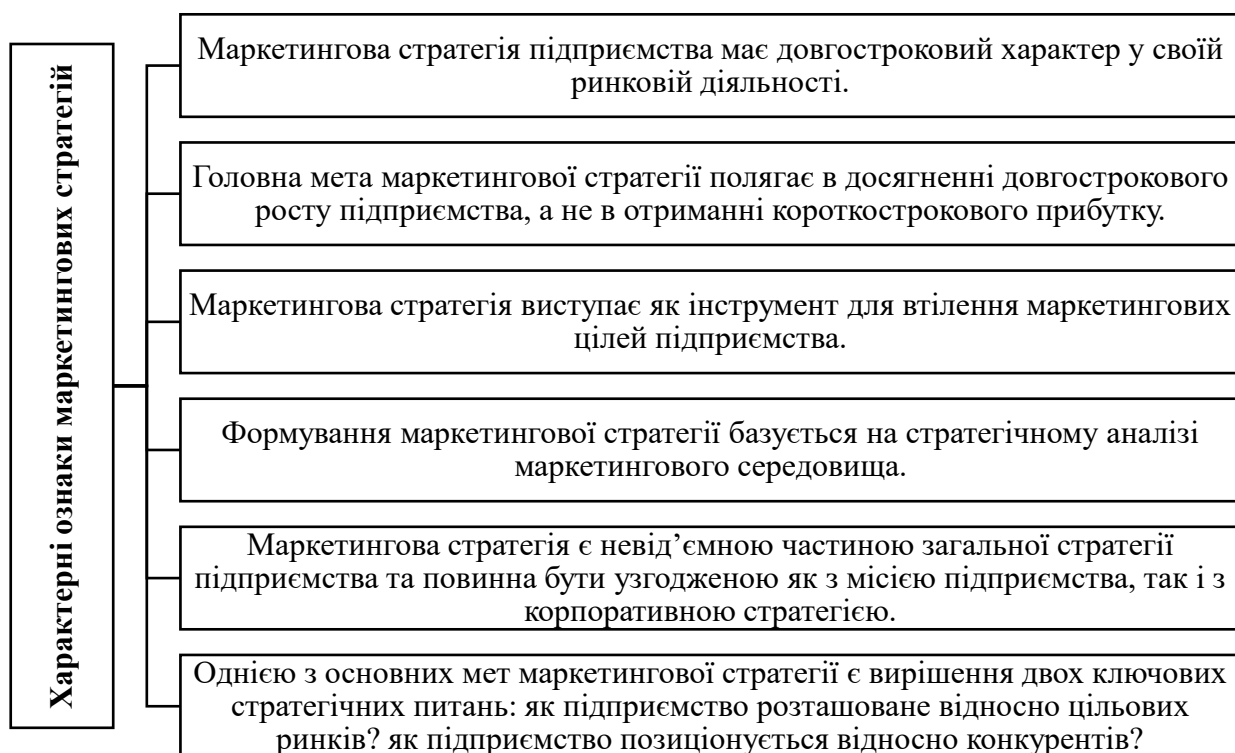 Характерні ознаки маркетингових стратегій
Маркетингова стратегія підприємства має довгостроковий характер у своїй
ринковій діяльності.
Головна мета маркетингової стратегії полягає в досягненні довгострокового
росту підприємства, а не в отриманні короткострокового прибутку.
Маркетингова стратегія виступає як інструмент для втілення маркетингових
цілей підприємства.
Формування маркетингової стратегії базується на стратегічному аналізі
маркетингового середовища.
Маркетингова стратегія є невід’ємною частиною загальної стратегії
підприємства та повинна бути узгодженою як з місією підприємства, так і з
корпоративною стратегією.
Однією з основних мет маркетингової стратегії є вирішення двох ключових
стратегічних питань: як підприємство розташоване відносно цільових
ринків? як підприємство позиціонується відносно конкурентів?